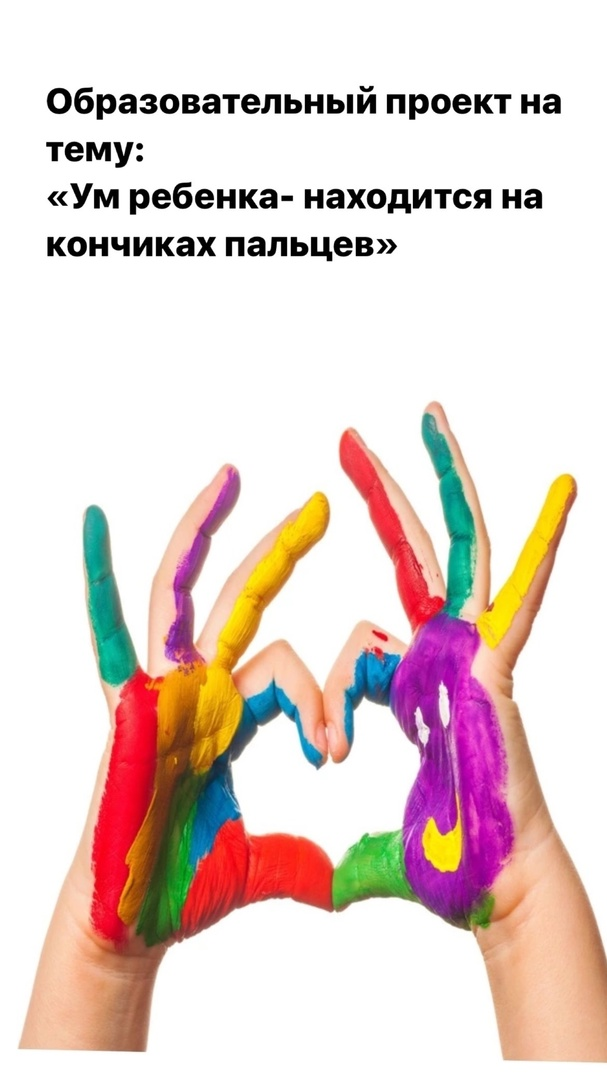 Образовательный проект на
тему:
«Ум ребенка- находится на
кончиках пальцев»